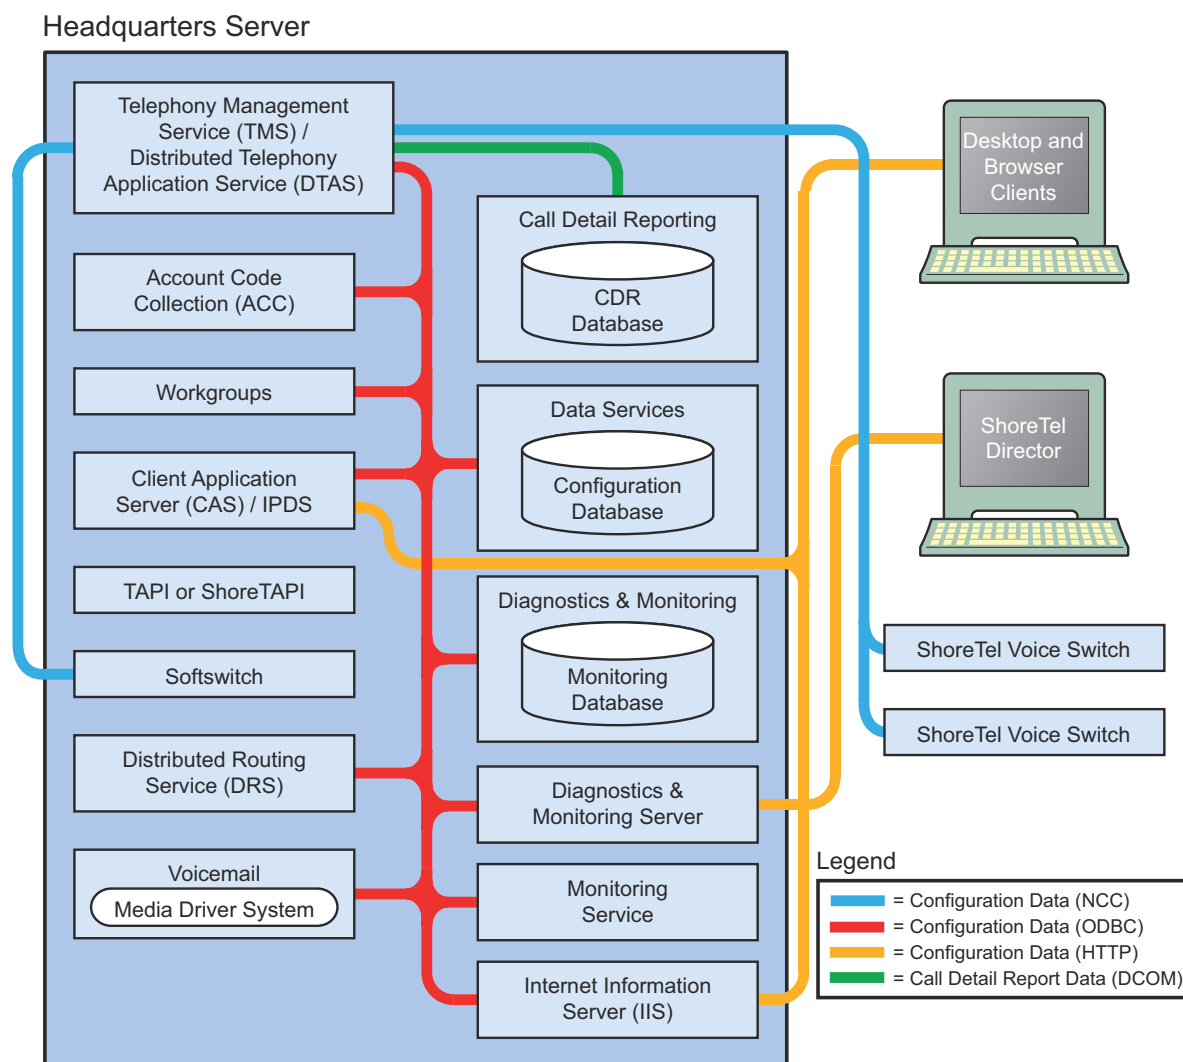 Headquarters Server
Telephony Management
Service (TMS) /
Distributed Telephony
Application Service (DTAS)
Account Code
Collection (ACC)
Workgroups
Client Application
Server (CAS) / IPDS
TAPI or ShoreTAPI
Softswitch
Distributed Routing
Service (DRS)
Voicemail
Media Driver System
Call Detail Reporting
CDR
Database
Data Services
Configuration
Database
Diagnostics & Monitoring
Monitoring
Database
Diagnostics &
Monitoring Server
Monitoring
Service
Internet Information
Server (IIS)
Desktop and
Browser
Clients
ShoreTel
Director
ShoreTel Voice Switch
ShoreTel Voice Switch
Legend
= Configuration Data (NCC)
= Configuration Data (ODBC)
= Configuration Data (HTTP)
= Call Detail Report Data (DCOM)